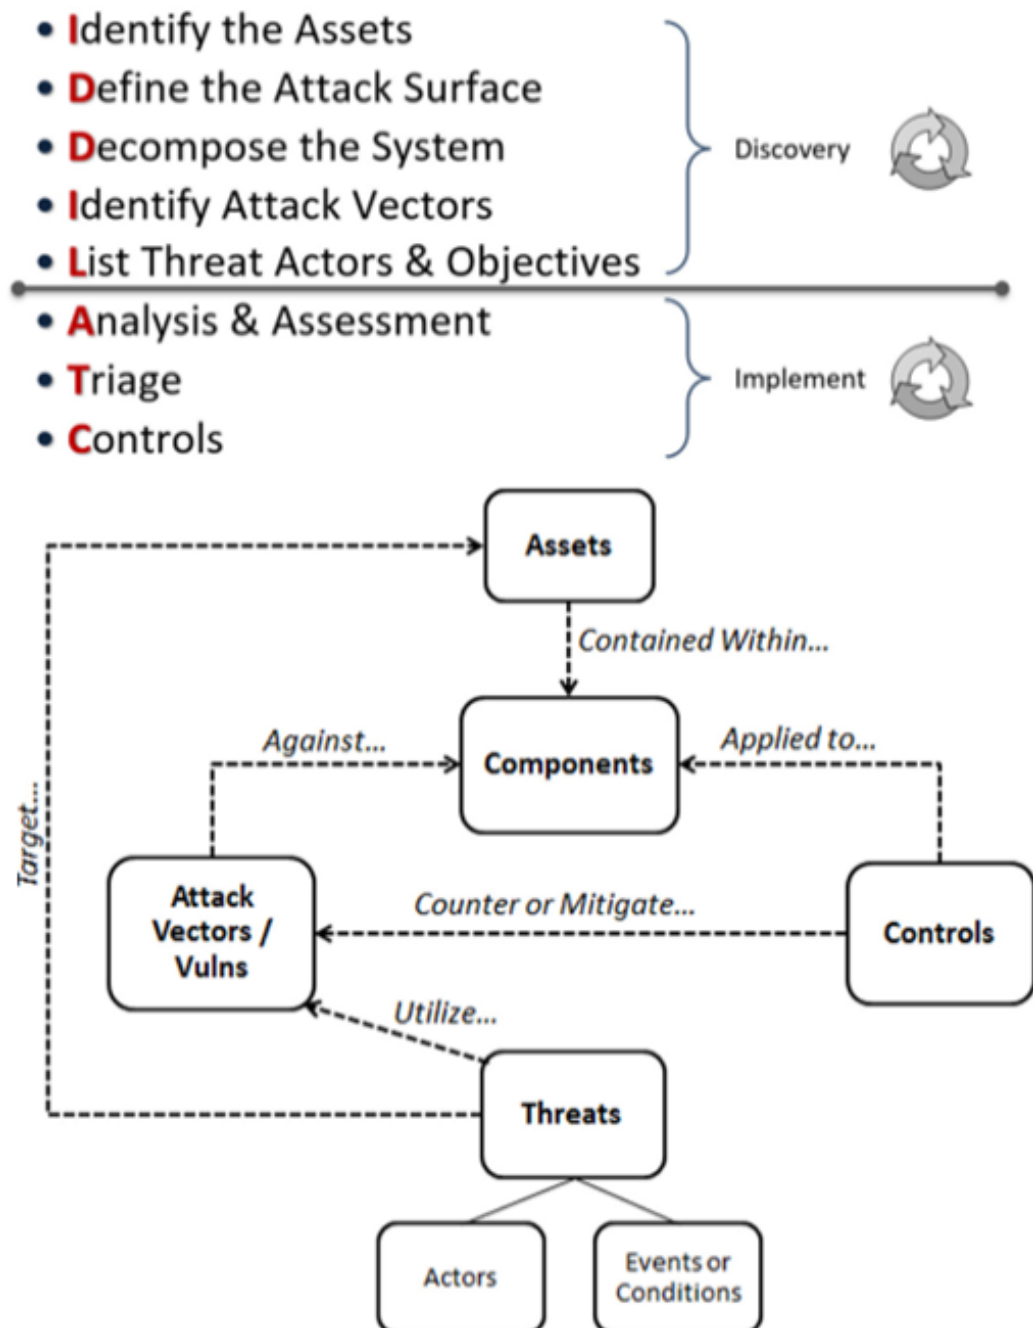 • Identify the Assets
• Define the Attack Surface
• Decompose the System
• Identify Attack Vectors
• List Threat Actors & Objectives
Discovery
• Analysis & Assessment
• Triage
• Controls
Implement
Assets
Contained Within...
Components
Against...
Applied to...
Target...
Attack
Vectors /
Vulns
Counter or Mitigate...
Controls
Utilize...
Threats
Actors
Events or
Conditions